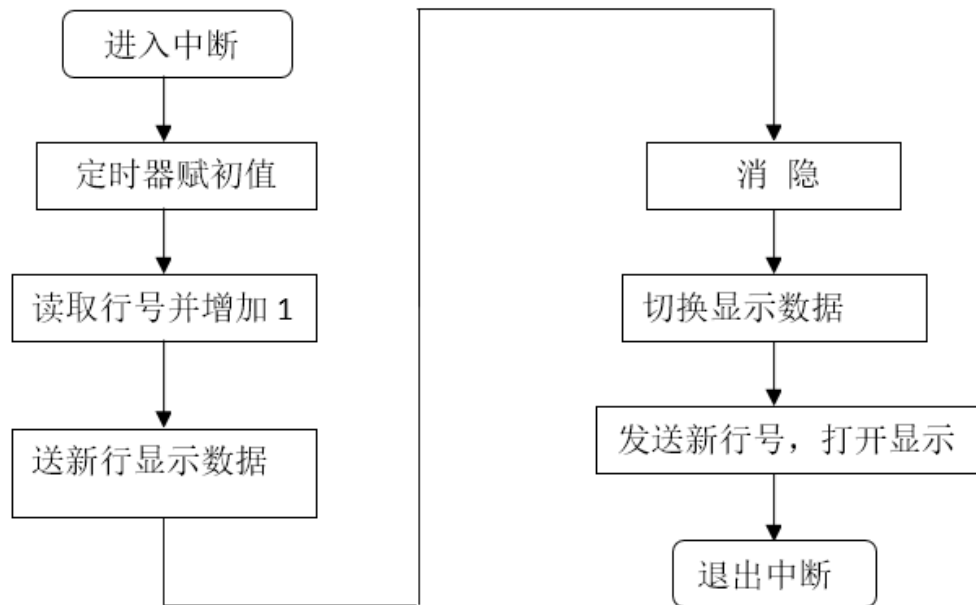 进入中断
定时器赋初值
读取行号并增加 1
送新行显示数据
消 隐
切换显示数据
发送新行号，打开显示
退出中断